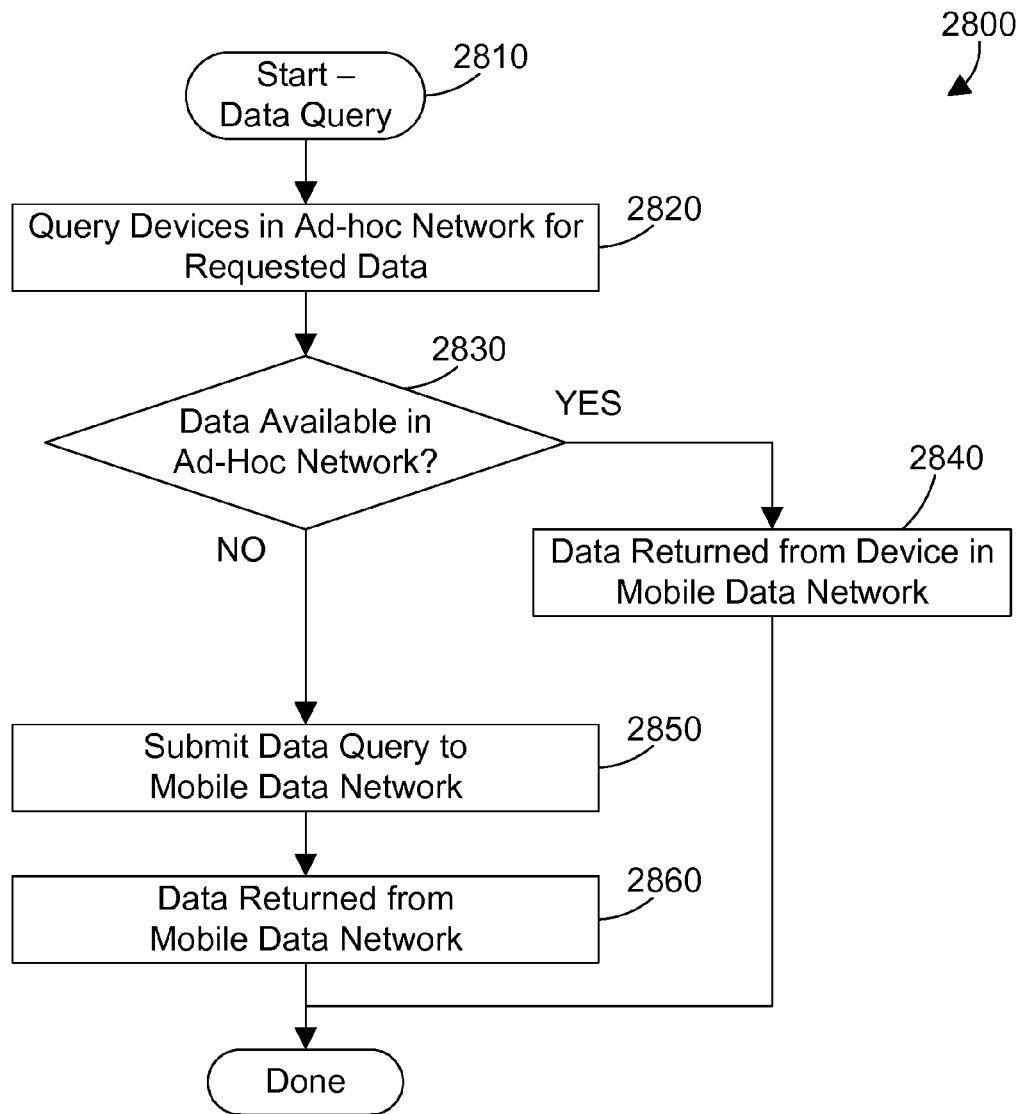 2800
2810
Start –
Data Query
2820
Query Devices in Ad-hoc Network for
Requested Data
2830
Data Available in
Ad-Hoc Network?
YES
NO
2840
Data Returned from Device in
Mobile Data Network
2850
Submit Data Query to
Mobile Data Network
2860
Data Returned from
Mobile Data Network
Done